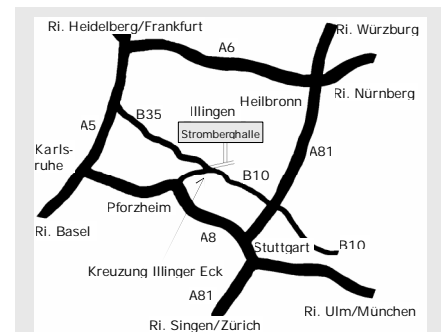 Ri. Heidelberg/Frankfurt
Ri. Würzburg
A6
Ri. Nürnberg
Heilbronn
Illingen
B35
Stromberghalle
A5
Karls-
ruhe
A81
B10
Pforzheim
Ri. Basel
A8
Stuttgart
B10
Kreuzung Illinger Eck
A81
Ri. Ulm/München
Ri. Singen/Zürich